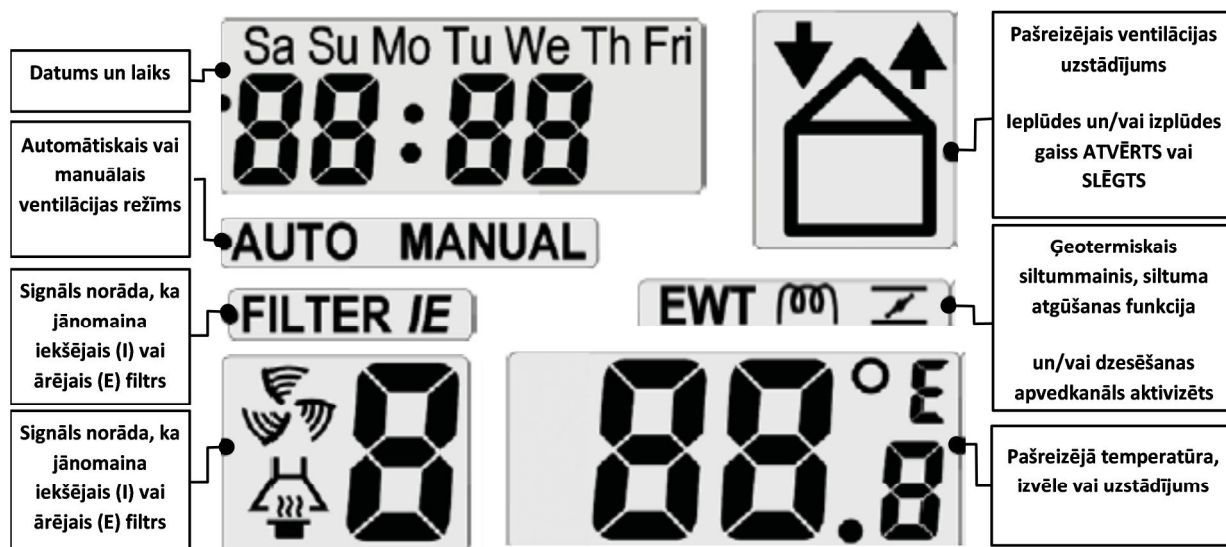 Datums un laiks
Automātiskais vai
manuālais
ventilācijas režīms
Signāls norāda, ka
jānomaina
iekšējais (I) vai
ārējais (E) filtrs
Signāls norāda, ka
jānomaina
iekšējais (I) vai
ārējais (E) filtrs
Sa Su Mo Tu We Th Fri
88:88
AUTO MANUAL
FILTER IE
8
EWT
88.8°E
Pašreizējais ventilācijas
uzstādījums
Ieplūdes un/vai izplūdes
gaiss ATVĒRTS vai
SLĒGTS
Ģeotermiskais
siltummainis, siltuma
atgūšanas funkcija
un/vai dzesēšanas
apvedkanāls aktivizēts
Pašreizējā temperatūra,
izvēle vai uzstādījums